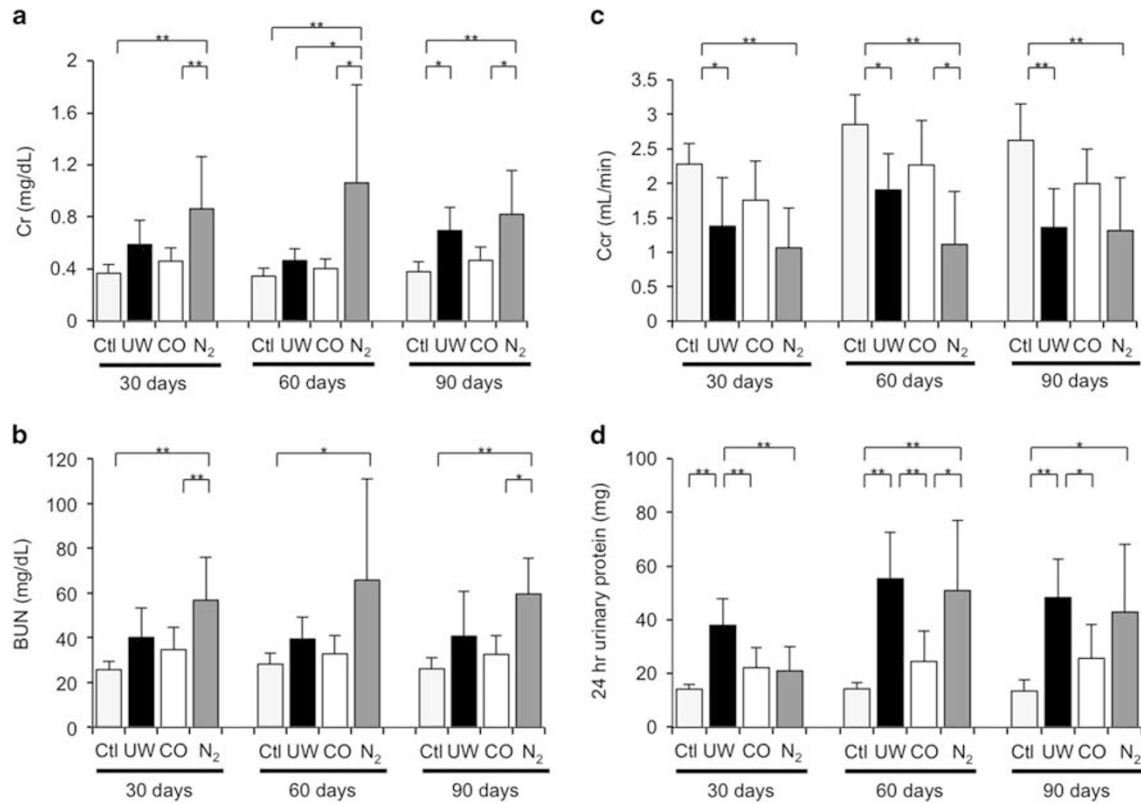 a
** ** ** * * ** * *
2
1.6
1.2
0.8
0.4
0
Cr (mg/dL)
Ctl UW CO N₂ Ctl UW CO N₂ Ctl UW CO N₂
30 days 60 days 90 days
b
** ** * ** *
120
100
80
60
40
20
0
BUN (mg/dL)
Ctl UW CO N₂ Ctl UW CO N₂ Ctl UW CO N₂
30 days 60 days 90 days
c
** * ** * * ** **
3.5
3
2.5
2
1.5
1
0.5
0
Ccr (mL/min)
Ctl UW CO N₂ Ctl UW CO N₂ Ctl UW CO N₂
30 days 60 days 90 days
d
** ** ** ** ** ** * * ** *
100
80
60
40
20
0
24 hr urinary protein (mg)
Ctl UW CO N₂ Ctl UW CO N₂ Ctl UW CO N₂
30 days 60 days 90 days